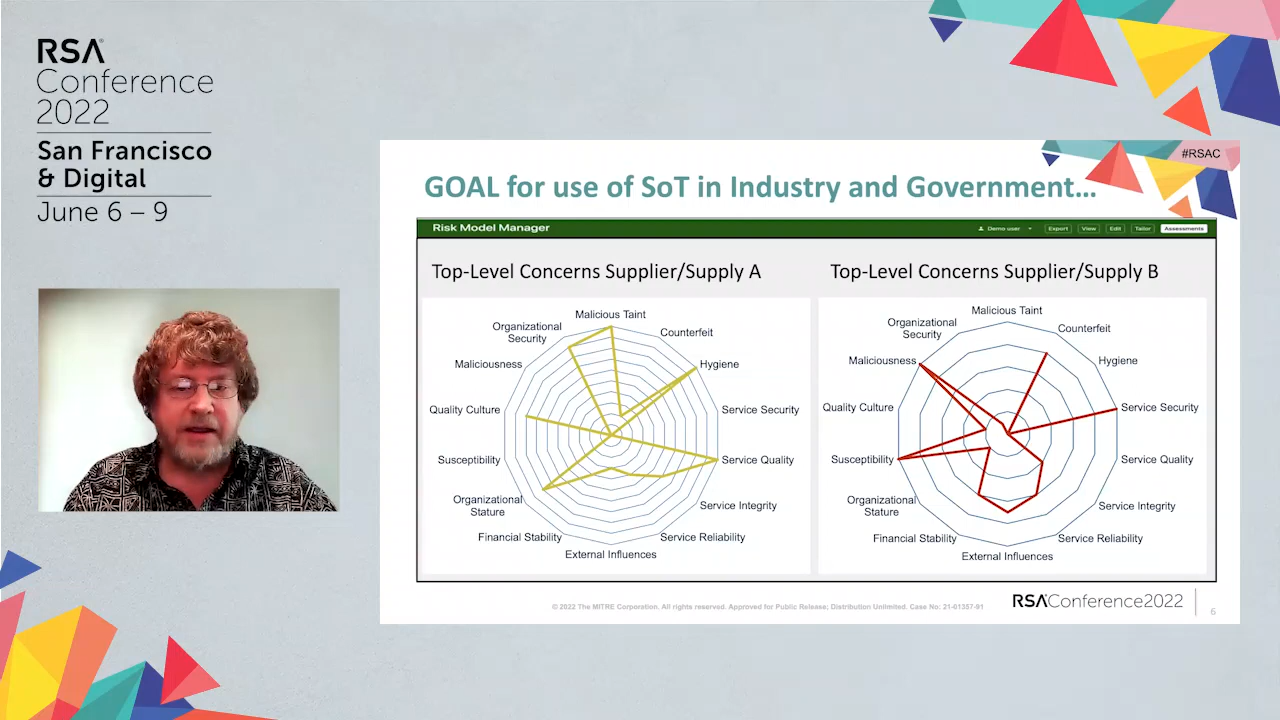 RSA®
Conference
2022
San Francisco
& Digital
June 6 – 9
#RSAC
GOAL for use of SoT in Industry and Government…
Risk Model Manager
Demo user
Export
View
Edit
Tailor
Assessments
Top-Level Concerns Supplier/Supply A
Malicious Taint
Counterfeit
Hygiene
Service Security
Service Quality
Service Integrity
Service Reliability
External Influences
Financial Stability
Organizational
Stature
Susceptibility
Quality Culture
Maliciousness
Organizational
Security
Top-Level Concerns Supplier/Supply B
Malicious Taint
Counterfeit
Hygiene
Service Security
Service Quality
Service Integrity
Service Reliability
External Influences
Financial Stability
Organizational
Stature
Susceptibility
Quality Culture
Maliciousness
Organizational
Security
© 2022 The MITRE Corporation. All rights reserved. Approved for Public Release; Distribution Unlimited. Case No: 21-01357-91
RSAConference2022
6